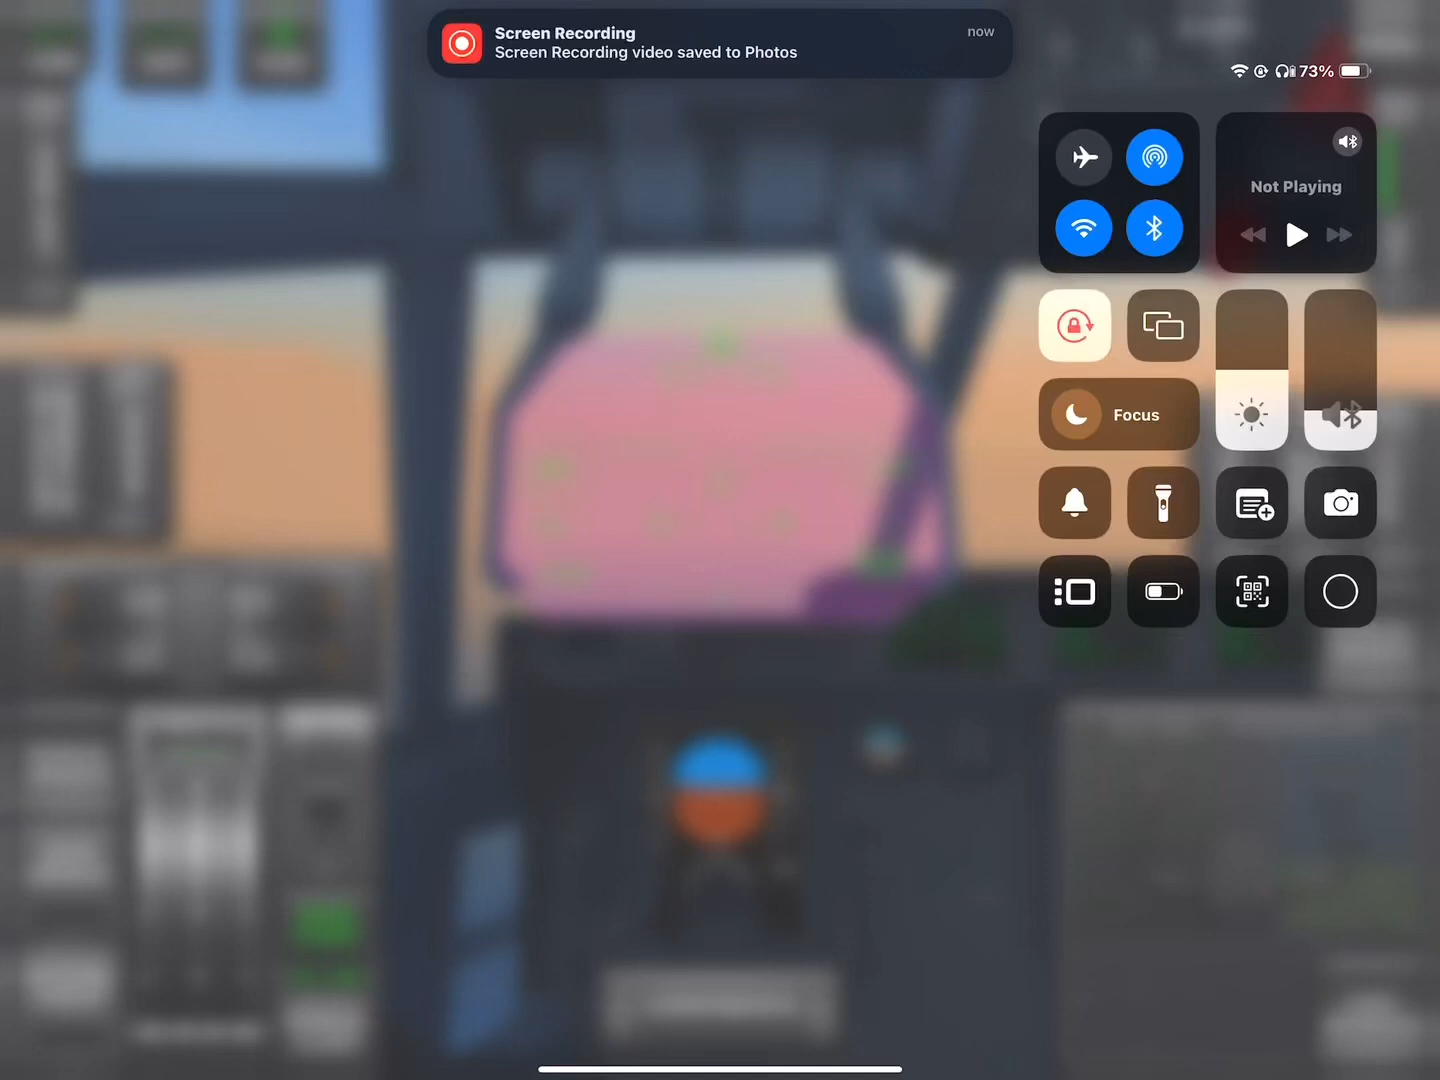 Screen Recording
now
Screen Recording video saved to Photos
73%
Not Playing
Focus